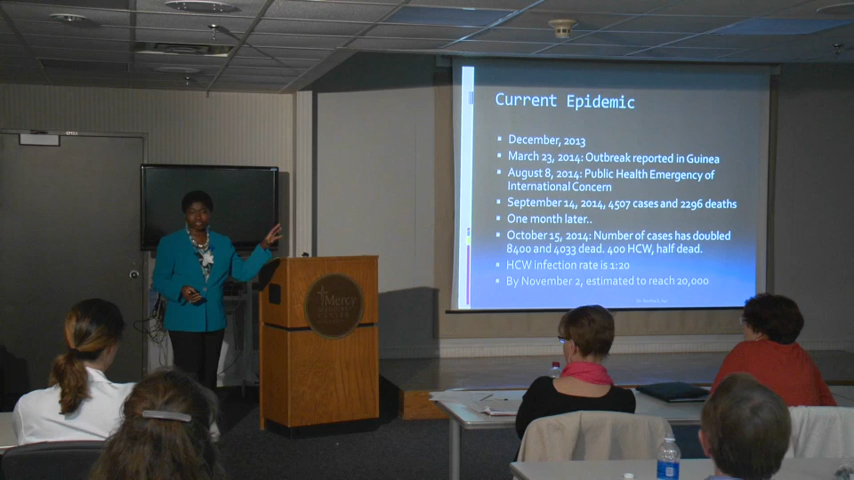 Current Epidemic
▪ December, 2013
▪ March 23, 2014: Outbreak reported in Guinea
▪ August 8, 2014: Public Health Emergency of
International Concern
▪ September 14, 2014, 4507 cases and 2296 deaths
▪ One month later..
▪ October 15, 2014: Number of cases has doubled
8400 and 4033 dead. 400 HCW, half dead.
▪ HCW infection rate is 1:20
▪ By November 2, estimated to reach 20,000
Mercy
CENTER